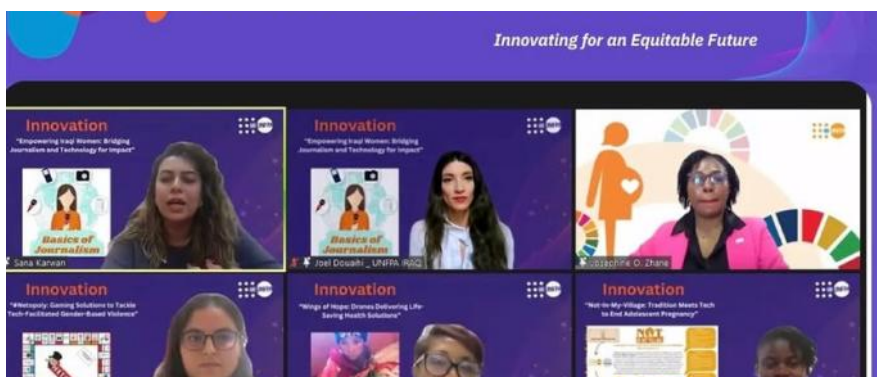 Innovating for an Equitable Future
Innovation
"Empowering Iraqi Women: Bridging
Journalism and Technology for Impact"
Basics of
Journalism
Sana Karwan
Innovation
"Empowering Iraqi Women: Bridging
Journalism and Technology for Impact"
Basics of
Journalism
Joel Douaihi _ UNFPA IRAQ
Josephine O. Zhane
Innovation
"#Netopoly: Gaming Solutions to Tackle
Tech-Facilitated Gender-Based Violence"
Innovation
"Wings of Hope: Drones Delivering Life-
Saving Health Solutions"
Innovation
"Not-In-My-Village: Tradition Meets Tech
to End Adolescent Pregnancy"
NOT